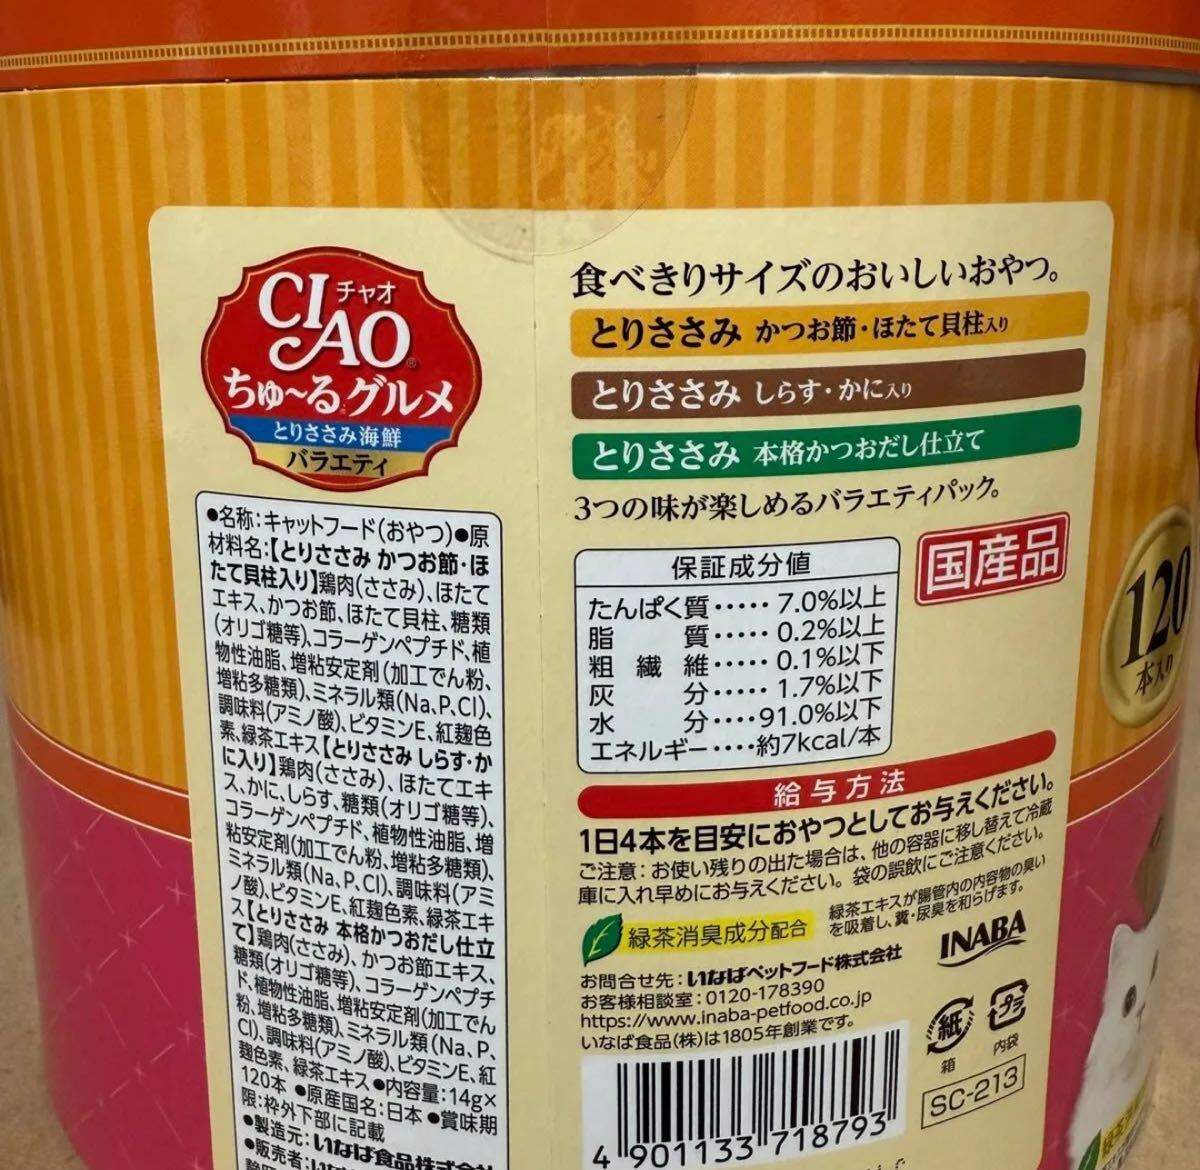 CIAO
チャオ
ちゅ～るグルメ
とりささみ海鮮
バラエティ
●名称:キャットフード(おやつ)●原
材料名:【とりささみ かつお節・ほ
たて貝柱入り】鶏肉(ささみ)、ほたて
エキス、かつお節、ほたて貝柱、糖類
(オリゴ糖等)、コラーゲンペプチド、植
物性油脂、増粘安定剤(加工でん粉、
増粘多糖類)、ミネラル類(Na、P、Cl)、
調味料(アミノ酸)、ビタミンE、紅麹色
素、緑茶エキス【とりささみ しらす・か
に入り】鶏肉(ささみ)、ほたてエキ
ス、かに、しらす、糖類(オリゴ糖等)、
コラーゲンペプチド、植物性油脂、増
粘安定剤(加工でん粉、増粘多糖類)、
ミネラル類(Na、P、Cl)、調味料(アミ
ノ酸)、ビタミンE、紅麹色素、緑茶エキ
ス【とりささみ 本格かつおだし仕立
て】鶏肉(ささみ)、かつお節エキス、
糖類(オリゴ糖等)、コラーゲンペプチ
ド、植物性油脂、増粘安定剤(加工でん
粉、増粘多糖類)、ミネラル類(Na、P、
Cl)、調味料(アミノ酸)、ビタミンE、紅
麹色素、緑茶エキス●内容量:14g×
120本 ●原産国名:日本 ●賞味期
限:枠外下部に記載
●製造元:いなば食品株式会社
●販売者:いなば
食べきりサイズのおいしいおやつ。
とりささみ かつお節・ほたて貝柱入り
とりささみ しらす・かに入り
とりささみ 本格かつおだし仕立て
3つの味が楽しめるバラエティパック。
保証成分値
たんぱく質‥‥‥7.0%以上
脂質‥‥‥0.2%以上
粗繊維‥‥‥0.1%以下
灰分‥‥‥1.7%以下
水分‥‥91.0%以下
エネルギー‥‥約7kcal/本
国産品
120
本入り
給与方法
1日4本を目安におやつとしてお与えください。
ご注意:お使い残りの出た場合は、他の容器に移し替えて冷蔵
庫に入れ早めにお与えください。袋の誤飲にご注意ください。
緑茶消臭成分配合
緑茶エキスが腸管内の内容物の臭い
を吸着し、糞・尿臭を和らげます。
お問合せ先:いなばペットフード株式会社
お客様相談室:0120-178390
https://www.inaba-petfood.co.jp
いなば食品(株)は1805年創業です。
INABA
紙
箱
プラ
内袋
SC-213
4 901133 718793
緑茶